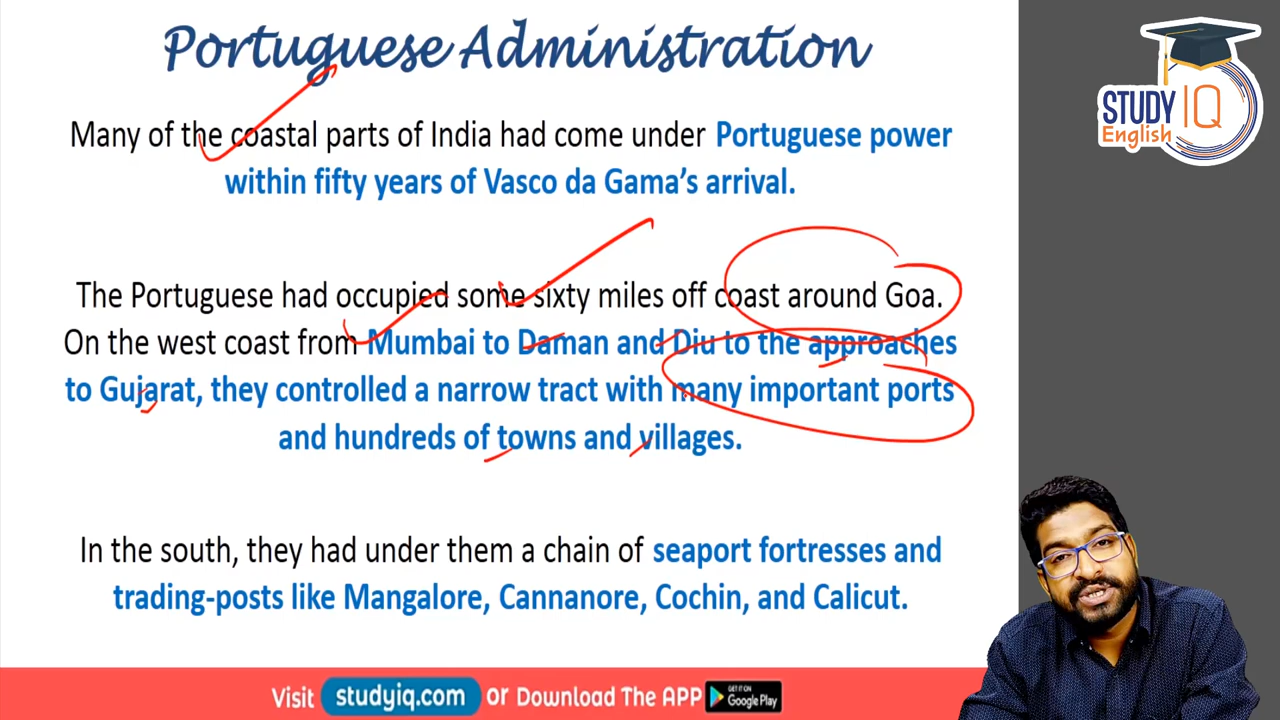 Portuguese Administration
STUDY IQ
English
Many of the coastal parts of India had come under Portuguese power
within fifty years of Vasco da Gama's arrival.
The Portuguese had occupied some sixty miles off coast around Goa.
On the west coast from Mumbai to Daman and Diu to the approaches
to Gujarat, they controlled a narrow tract with many important ports
and hundreds of towns and villages.
In the south, they had under them a chain of seaport fortresses and
trading-posts like Mangalore, Cannanore, Cochin, and Calicut.
Visit studyiq.com or Download The APP GET IT ON Google Play